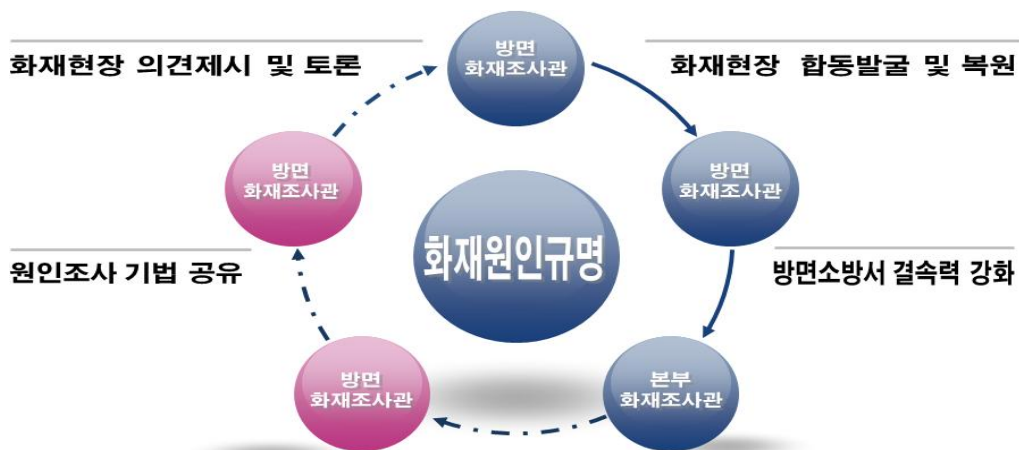 방면
화재조사관
화재현장 의견제시 및 토론
화재현장 합동발굴 및 복원
방면
화재조사관
방면
화재조사관
화재원인규명
원인조사 기법 공유
방면소방서 결속력 강화
방면
화재조사관
본부
화재조사관